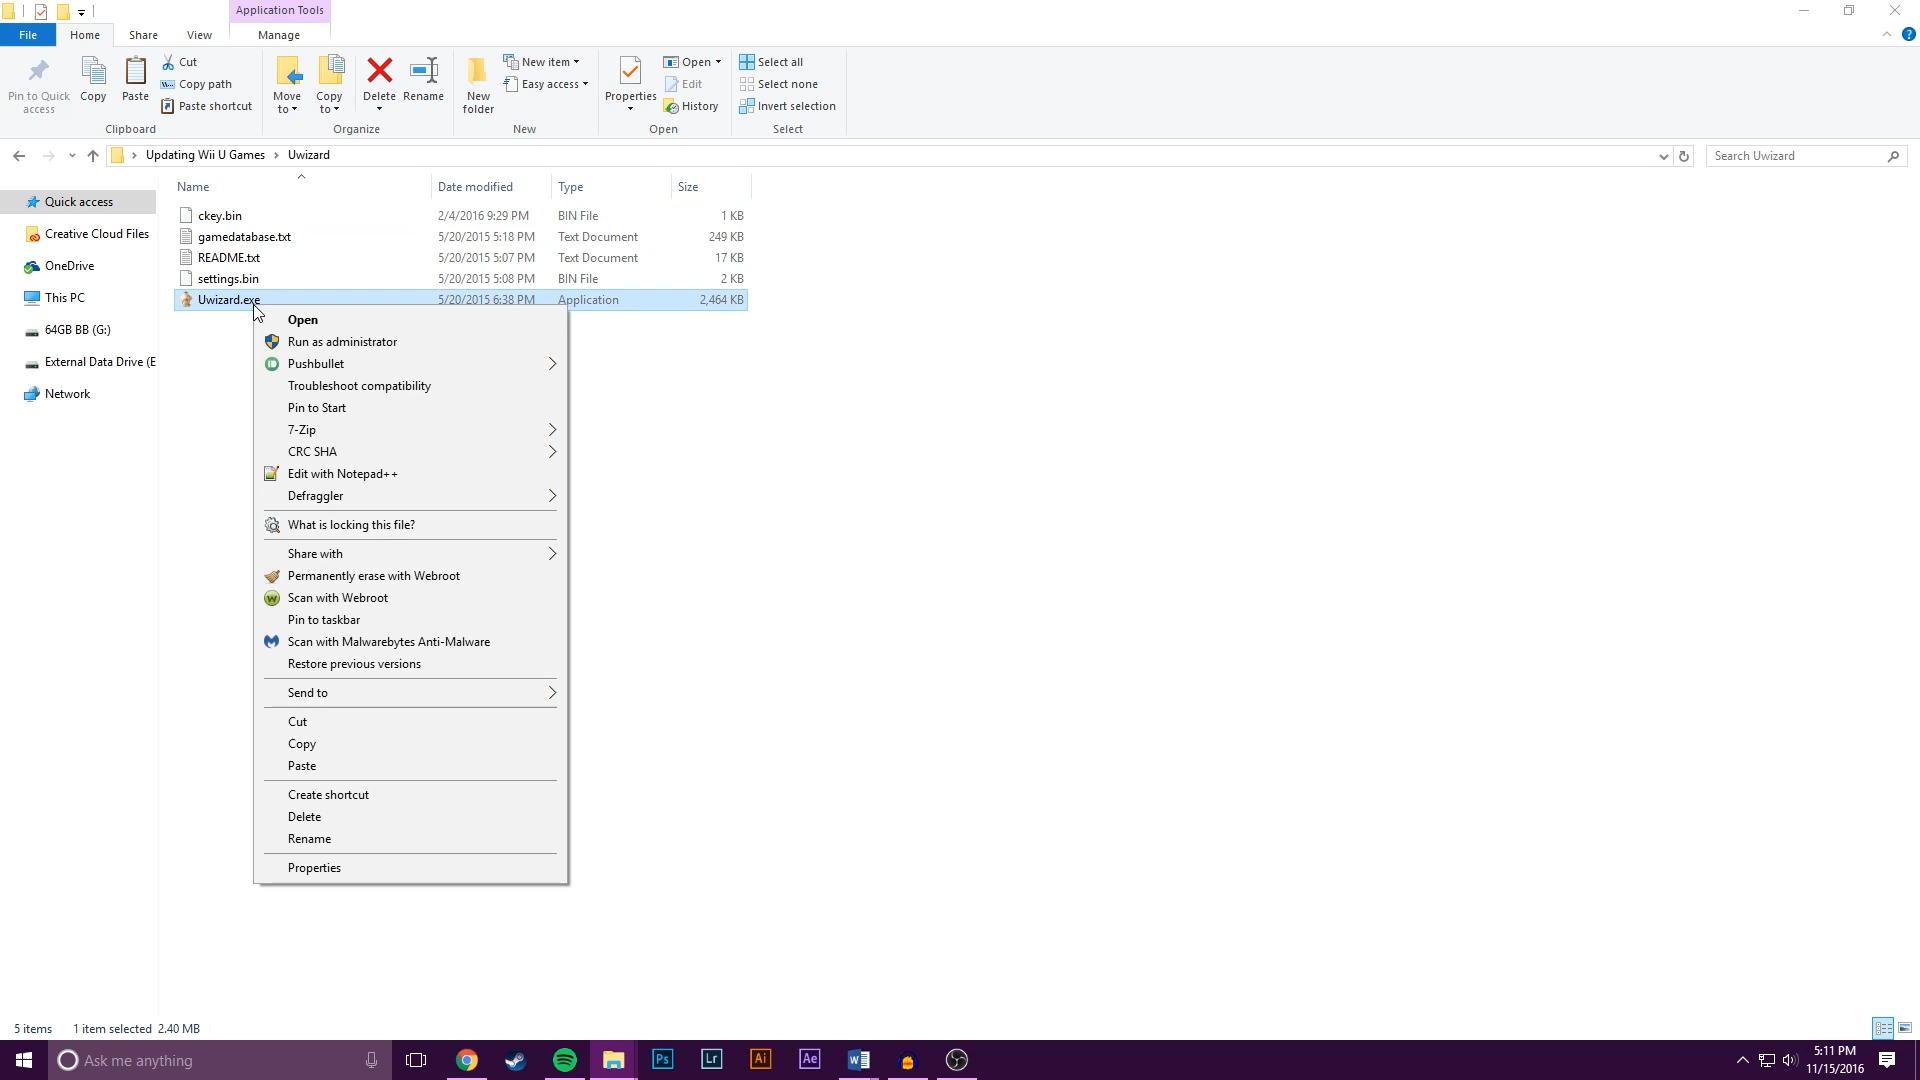 Application Tools
File Home Share View Manage
Pin to Quick access
Copy
Paste
Cut
Copy path
Paste shortcut
Clipboard
Move to
Copy to
Delete
Rename
Organize
New folder
New item
Easy access
New
Properties
Open
Edit
History
Open
Select all
Select none
Invert selection
Select
Updating Wii U Games Uwizard
Search Uwizard
Quick access
Creative Cloud Files
OneDrive
This PC
64GB BB (G:)
External Data Drive (E
Network
Name Date modified Type Size
ckey.bin 2/4/2016 9:29 PM BIN File 1 KB
gamedatabase.txt 5/20/2015 5:18 PM Text Document 249 KB
README.txt 5/20/2015 5:07 PM Text Document 17 KB
settings.bin 5/20/2015 5:08 PM BIN File 2 KB
Uwizard.exe 5/20/2015 6:38 PM Application 2,464 KB
Open
Run as administrator
Pushbullet
Troubleshoot compatibility
Pin to Start
7-Zip
CRC SHA
Edit with Notepad++
Defraggler
What is locking this file?
Share with
Permanently erase with Webroot
Scan with Webroot
Pin to taskbar
Scan with Malwarebytes Anti-Malware
Restore previous versions
Send to
Cut
Copy
Paste
Create shortcut
Delete
Rename
Properties
5 items 1 item selected 2.40 MB
Ask me anything
Ps Lr Ai Ae
5:11 PM
11/15/2016